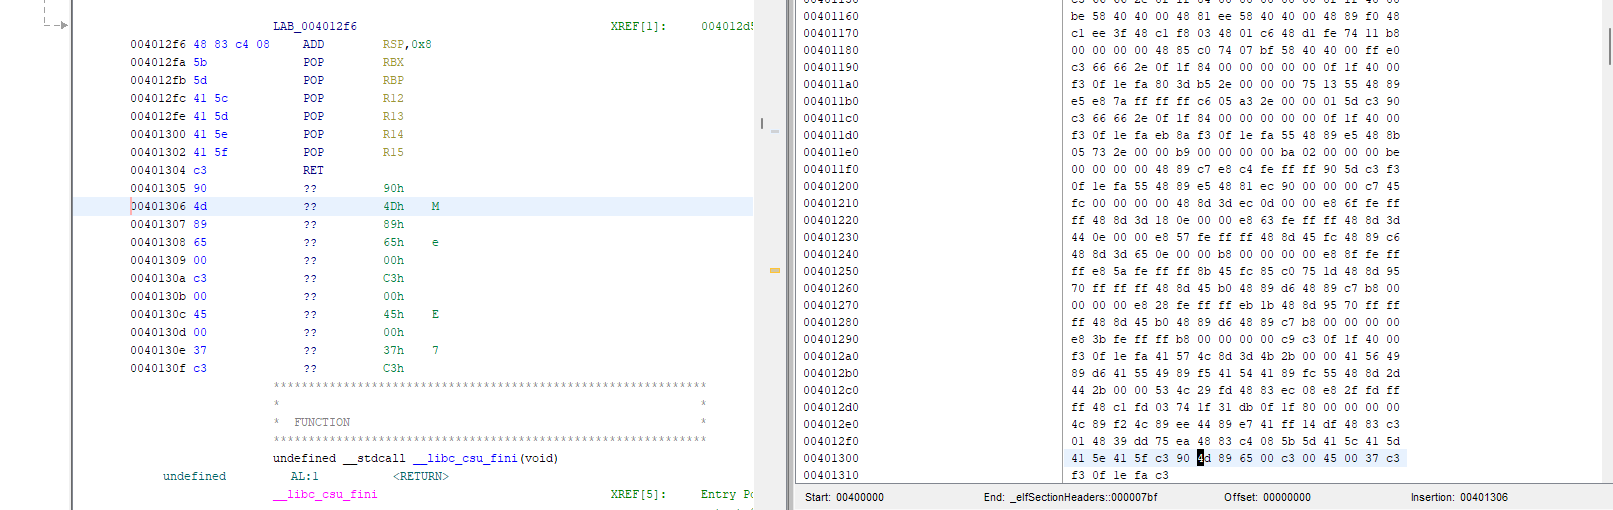 LAB_004012f6 XREF[1]: 004012d5
004012f6 48 83 c4 08 ADD RSP,0x8
004012fa 5b POP RBX
004012fb 5d POP RBP
004012fc 41 5c POP R12
004012fe 41 5d POP R13
00401300 41 5e POP R14
00401302 41 5f POP R15
00401304 c3 RET
00401305 90 ?? 90h
00401306 4d ?? 4Dh M
00401307 89 ?? 89h
00401308 65 ?? 65h e
00401309 00 ?? 00h
0040130a c3 ?? C3h
0040130b 00 ?? 00h
0040130c 45 ?? 45h E
0040130d 00 ?? 00h
0040130e 37 ?? 37h 7
0040130f c3 ?? C3h
**************************************************************
* *
* FUNCTION *
**************************************************************
undefined __stdcall __libc_csu_fini(void)
undefined AL:1 <RETURN>
__libc_csu_fini XREF[5]: Entry Po
00401160 be 58 40 40 00 48 81 ee 58 40 40 00 48 89 f0 48
00401170 c1 ee 3f 48 c1 f8 03 48 01 c6 48 d1 fe 74 11 b8
00401180 00 00 00 00 48 85 c0 74 07 bf 58 40 40 00 ff e0
00401190 c3 66 66 2e 0f 1f 84 00 00 00 00 00 0f 1f 40 00
004011a0 f3 0f 1e fa 80 3d b5 2e 00 00 00 75 13 55 48 89
004011b0 e5 e8 7a ff ff ff c6 05 a3 2e 00 00 01 5d c3 90
004011c0 c3 66 66 2e 0f 1f 84 00 00 00 00 00 0f 1f 40 00
004011d0 f3 0f 1e fa eb 8a f3 0f 1e fa 55 48 89 e5 48 8b
004011e0 05 73 2e 00 00 b9 00 00 00 00 ba 02 00 00 00 be
004011f0 00 00 00 00 48 89 c7 e8 c4 fe ff ff 90 5d c3 f3
00401200 0f 1e fa 55 48 89 e5 48 81 ec 90 00 00 00 c7 45
00401210 fc 00 00 00 00 48 8d 3d ec 0d 00 00 e8 6f fe ff
00401220 ff 48 8d 3d 18 0e 00 00 e8 63 fe ff ff 48 8d 3d
00401230 44 0e 00 00 e8 57 fe ff ff 48 8d 45 fc 48 89 c6
00401240 48 8d 3d 65 0e 00 00 b8 00 00 00 00 e8 8f fe ff
00401250 ff e8 5a fe ff ff 8b 45 fc 85 c0 75 1d 48 8d 95
00401260 70 ff ff ff 48 8d 45 b0 48 89 d6 48 89 c7 b8 00
00401270 00 00 00 e8 28 fe ff ff eb 1b 48 8d 95 70 ff ff
00401280 ff 48 8d 45 b0 48 89 d6 48 89 c7 b8 00 00 00 00
00401290 e8 3b fe ff ff b8 00 00 00 00 c9 c3 0f 1f 40 00
004012a0 f3 0f 1e fa 41 57 4c 8d 3d 4b 2b 00 00 41 56 49
004012b0 89 d6 41 55 49 89 f5 41 54 41 89 fc 55 48 8d 2d
004012c0 44 2b 00 00 53 4c 29 fd 48 83 ec 08 e8 2f fd ff
004012d0 ff 48 c1 fd 03 74 1f 31 db 0f 1f 80 00 00 00 00
004012e0 4c 89 f2 4c 89 ee 44 89 e7 41 ff 14 df 48 83 c3
004012f0 01 48 39 dd 75 ea 48 83 c4 08 5b 5d 41 5c 41 5d
00401300 41 5e 41 5f c3 90 4d 89 65 00 c3 00 45 00 37 c3
00401310 f3 0f 1e fa c3
Start: 00400000 End: _elfSectionHeaders::000007bf Offset: 00000000 Insertion: 00401306